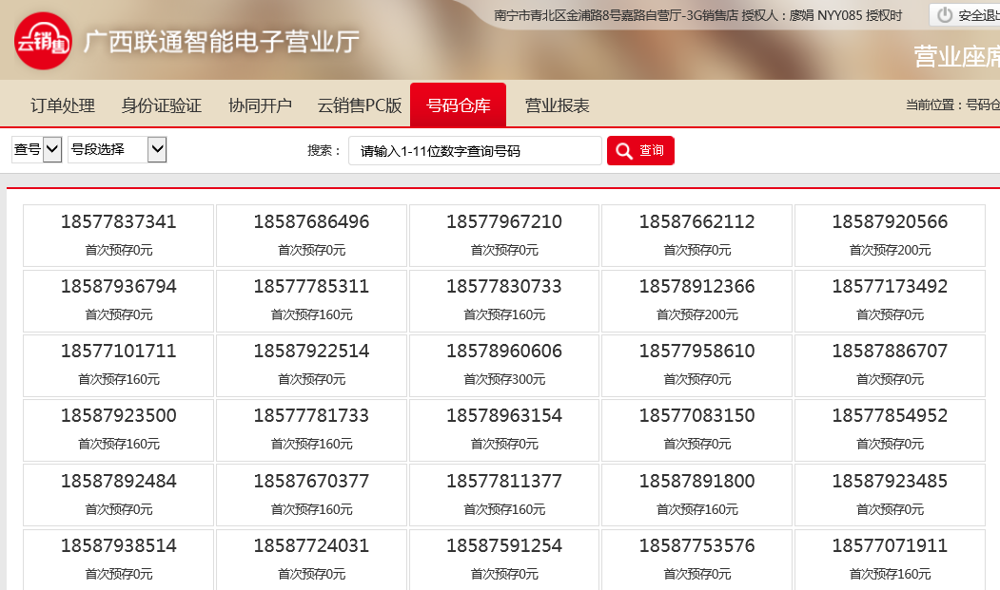 南宁市青北区金浦路8号嘉路自营厅-3G销售店 授权人：廖娟 NYY085 授权时
安全退出
云销售 广西联通智能电子营业厅
营业座席
订单处理 身份证验证 协同开户 云销售PC版 号码仓库 营业报表 当前位置：号码仓
查号 号段选择 搜索： 请输入1-11位数字查询号码 查询
18577837341 18587686496 18577967210 18587662112 18587920566
首次预存0元 首次预存0元 首次预存0元 首次预存0元 首次预存200元
18587936794 18577785311 18577830733 18578912366 18577173492
首次预存0元 首次预存160元 首次预存160元 首次预存200元 首次预存0元
18577101711 18587922514 18578960606 18577958610 18587886707
首次预存160元 首次预存0元 首次预存300元 首次预存0元 首次预存0元
18587923500 18577781733 18578963154 18577083150 18577854952
首次预存160元 首次预存160元 首次预存0元 首次预存0元 首次预存0元
18587892484 18587670377 18577811377 18587891800 18587923485
首次预存0元 首次预存160元 首次预存160元 首次预存160元 首次预存0元
18587938514 18587724031 18587591254 18587753576 18577071911
首次预存0元 首次预存0元 首次预存0元 首次预存0元 首次预存160元